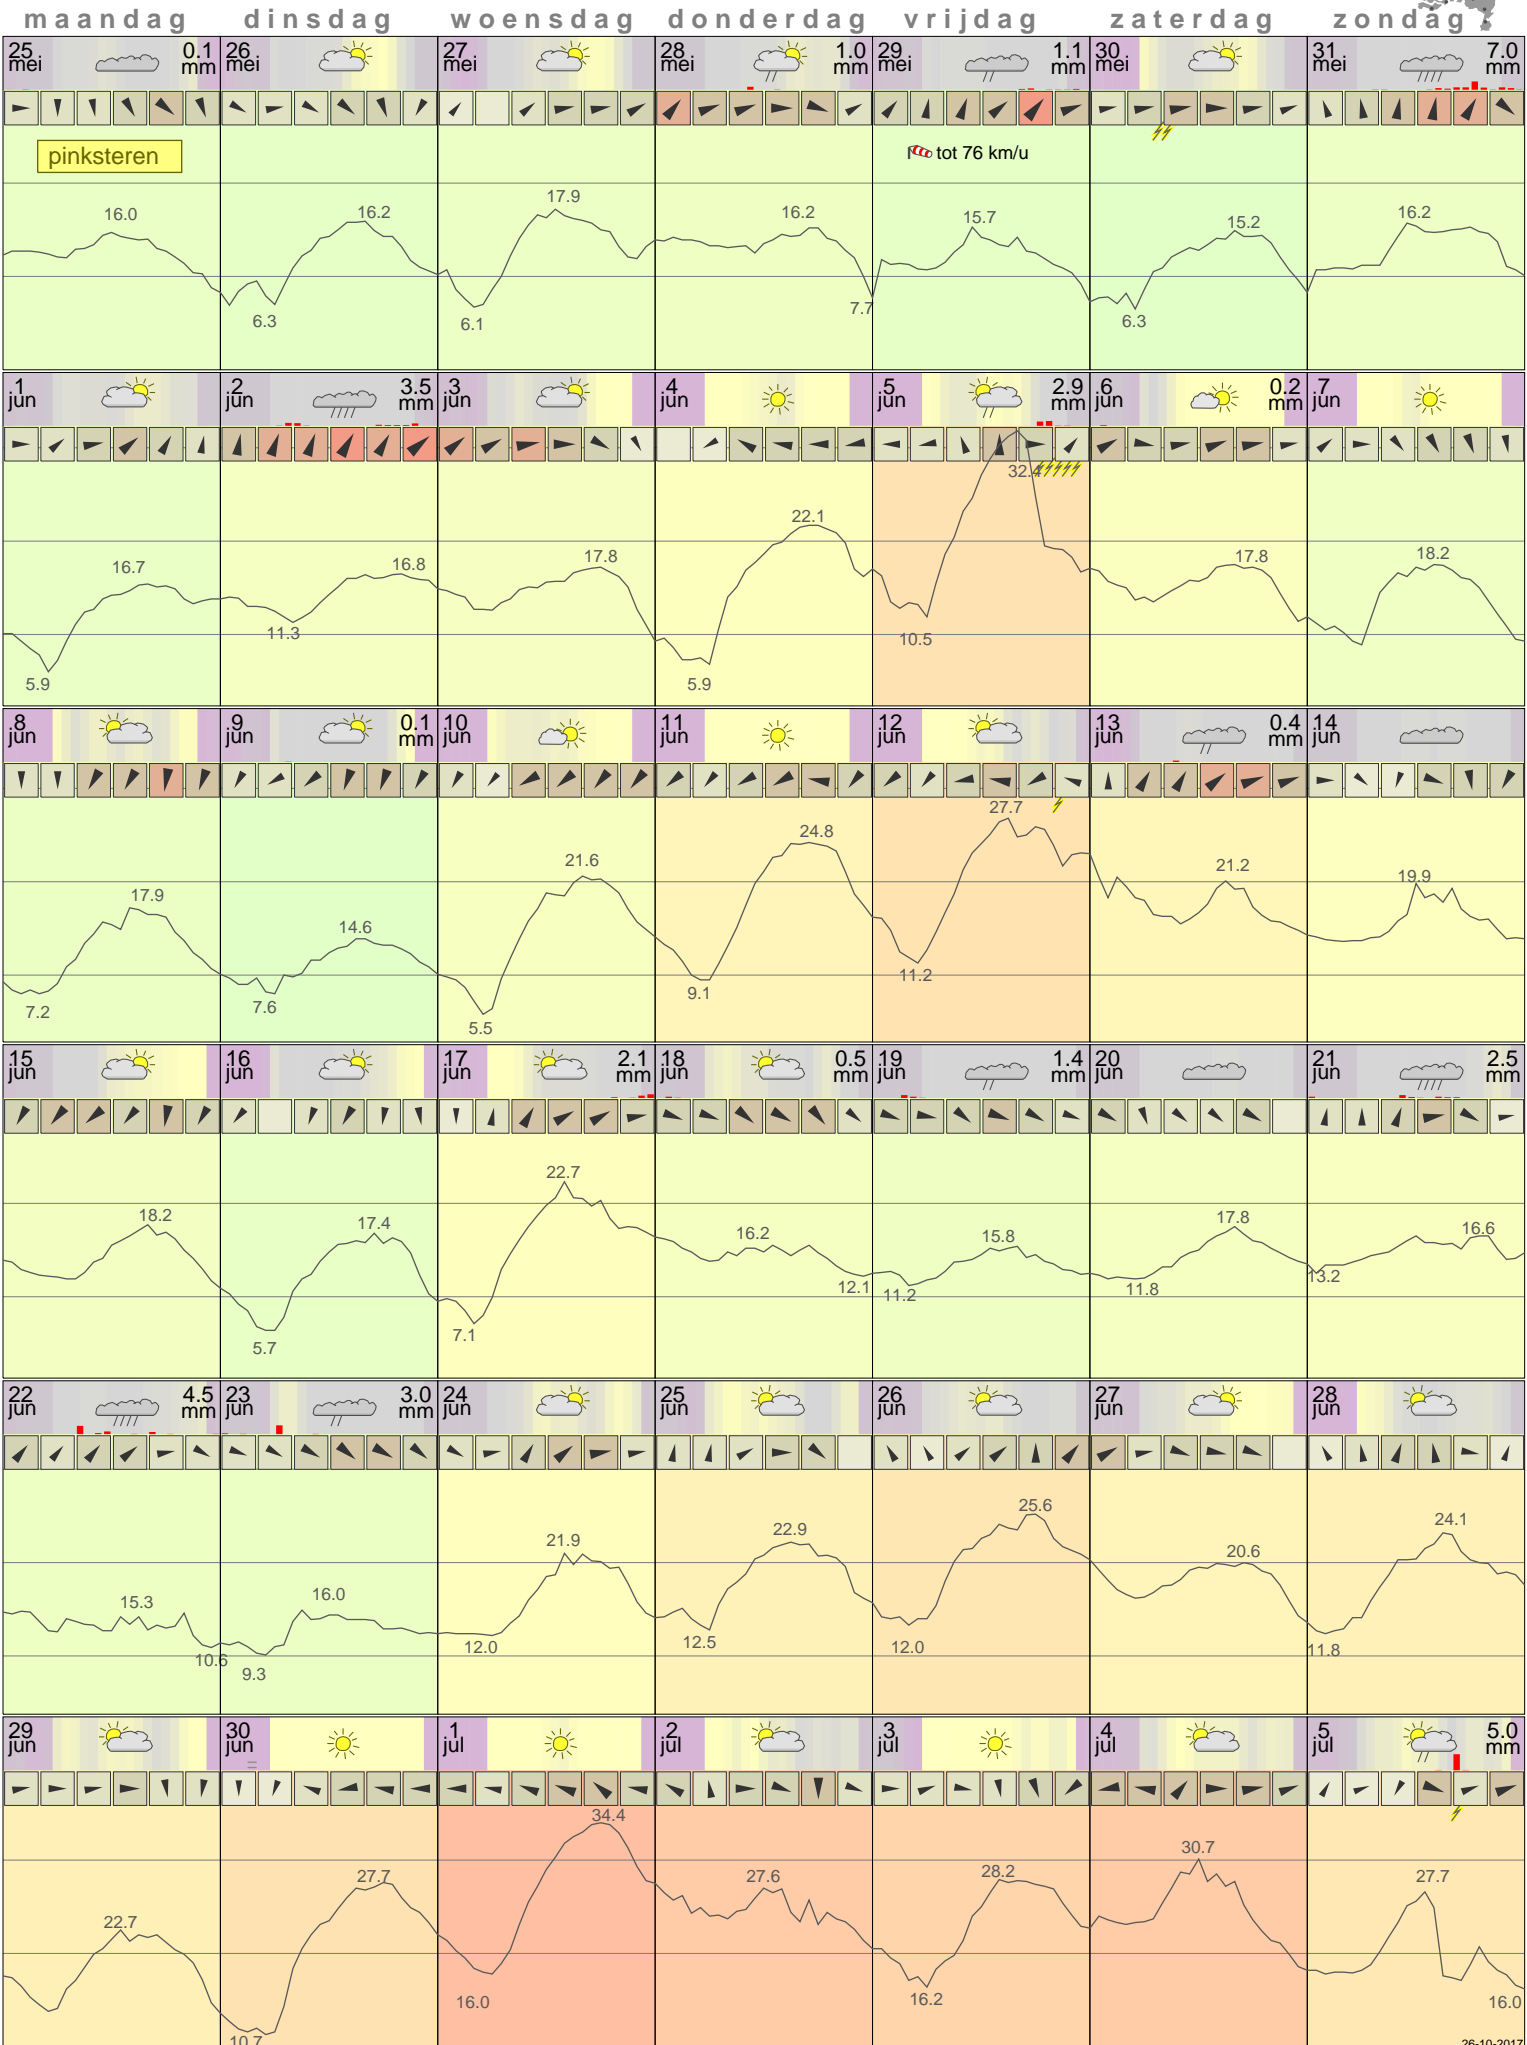 maandag dinsdag woensdag donderdag vrijdag zaterdag zondag
25 mei 0.1 mm 26 mei 27 mei 28 mei 1.0 mm 29 mei 1.1 mm 30 mei 31 mei 7.0 mm
pinksteren tot 76 km/u
16.0 16.2 17.9 16.2 15.7 15.2 16.2
6.3 6.1 7.7 6.3
1 jun 2 jun 3.5 mm 3 jun 4 jun 5 jun 2.9 mm 6 jun 0.2 mm 7 jun
16.7 16.8 17.8 22.1 32.4 17.8 18.2
5.9 11.3 5.9 10.5
8 jun 9 jun 0.1 mm 10 jun 11 jun 12 jun 13 jun 0.4 mm 14 jun
17.9 14.6 21.6 24.8 27.7 21.2 19.9
7.2 7.6 5.5 9.1 11.2
15 jun 16 jun 17 jun 2.1 mm 18 jun 0.5 mm 19 jun 1.4 mm 20 jun 21 jun 2.5 mm
18.2 17.4 22.7 16.2 15.8 17.8 16.6
5.7 7.1 12.1 11.2 11.8 13.2
22 jun 4.5 mm 23 jun 3.0 mm 24 jun 25 jun 26 jun 27 jun 28 jun
15.3 16.0 21.9 22.9 25.6 20.6 24.1
10.6 9.3 12.0 12.5 12.0 11.8
29 jun 30 jun 1 jul 2 jul 3 jul 4 jul 5 jul 5.0 mm
22.7 27.7 34.4 27.6 28.2 30.7 27.7
10.7 16.0 16.2 16.0
26-10-2017